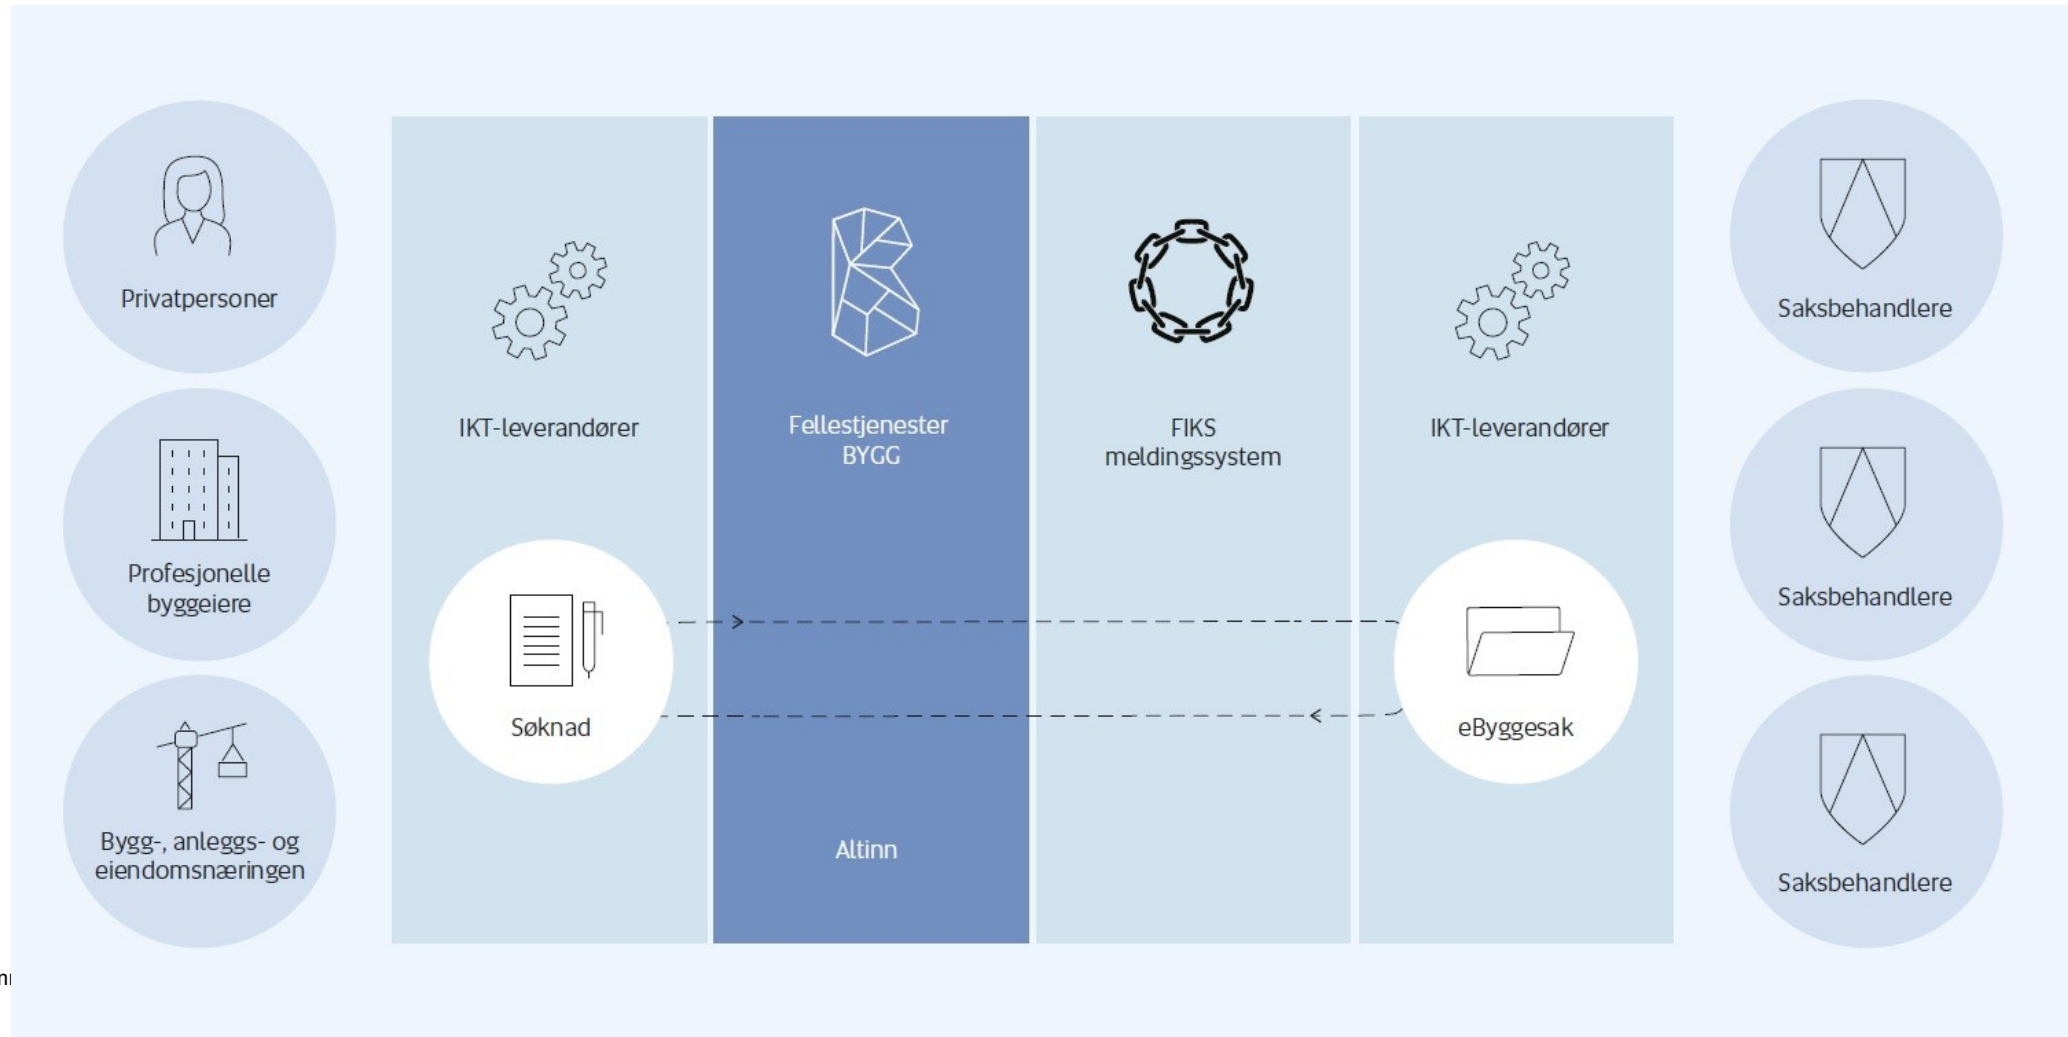 Privatpersoner
Profesjonelle
byggeiere
Bygg-, anleggs- og
eiendomsnæringen
IKT-leverandører
Søknad
Fellestjenester
BYGG
Altinn
FIKS
meldingssystem
IKT-leverandører
eByggesak
Saksbehandlere
Saksbehandlere
Saksbehandlere